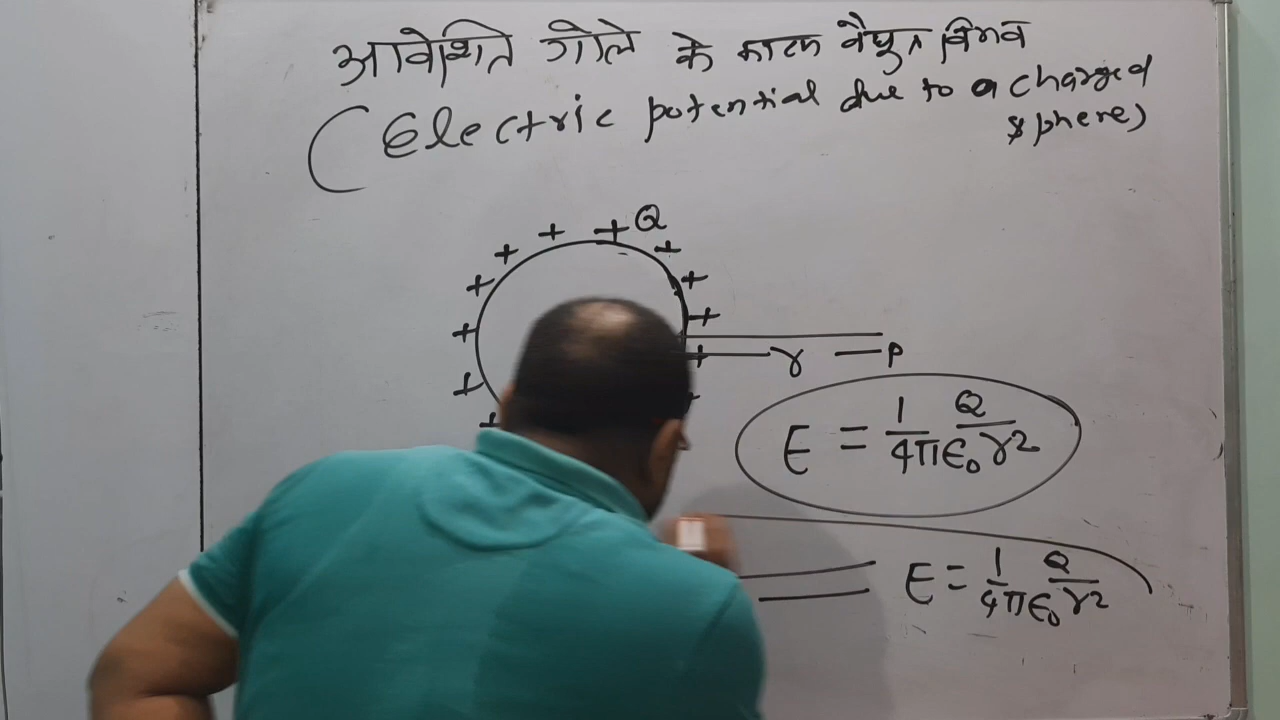 आवेशित गोले के कारण वैद्युत विभव
(Electric potential due to a charged
sphere)
+ + + Q
+ +
+ +
+ +
+ r P
+
+
E = 1/4πϵ₀ Q/r²
E = 1/4πϵ₀ Q/r²